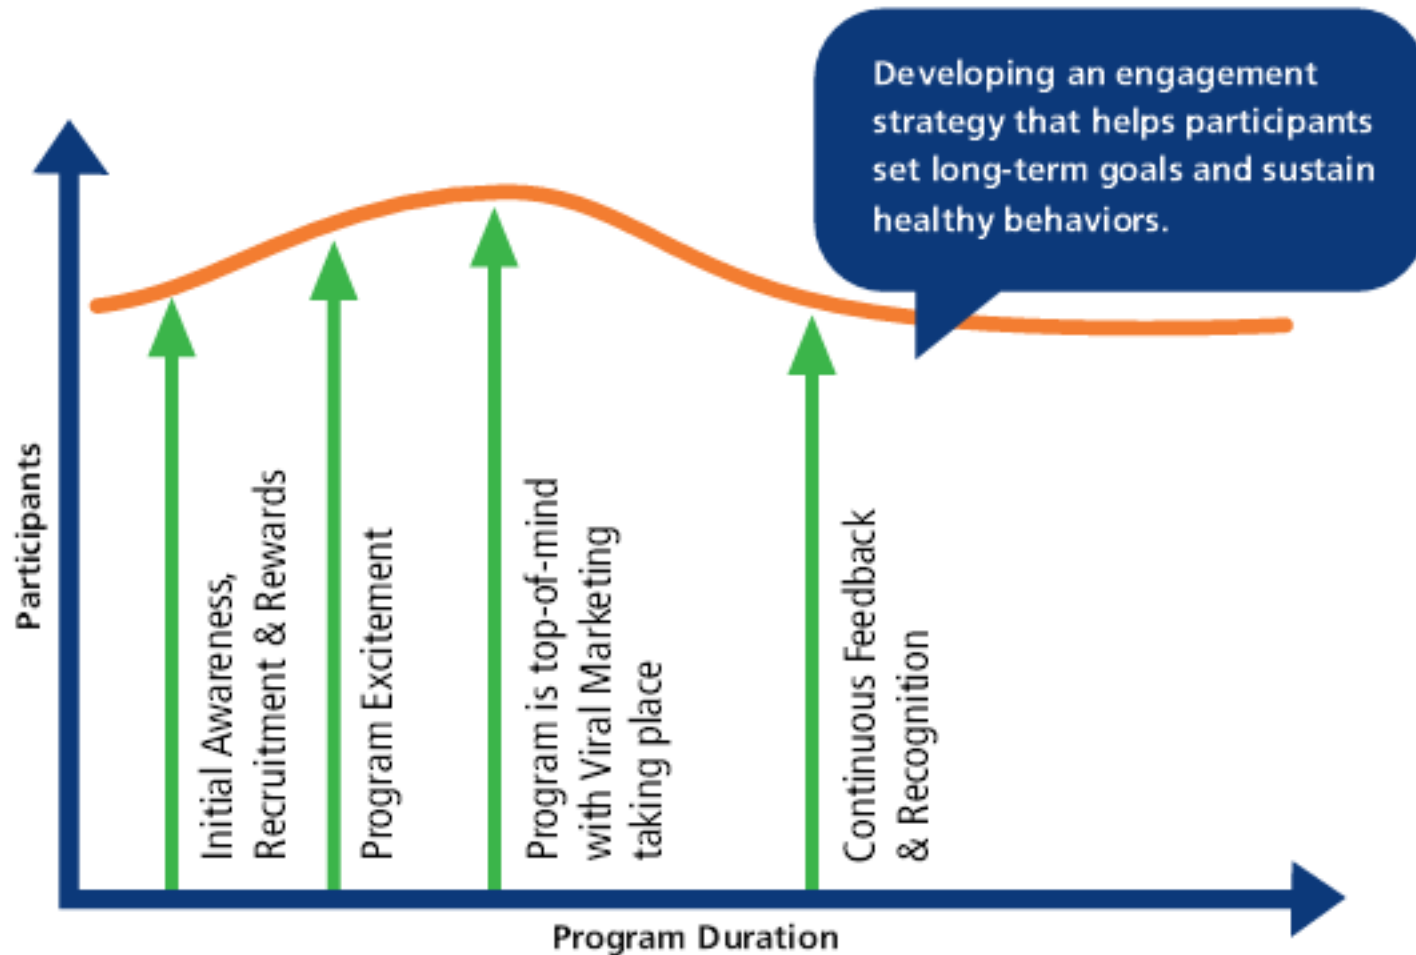 Developing an engagement
strategy that helps participants
set long-term goals and sustain
healthy behaviors.
Participants
Initial Awareness,
Recruitment & Rewards
Program Excitement
Program is top-of-mind
with Viral Marketing
taking place
Continuous Feedback
& Recognition
Program Duration